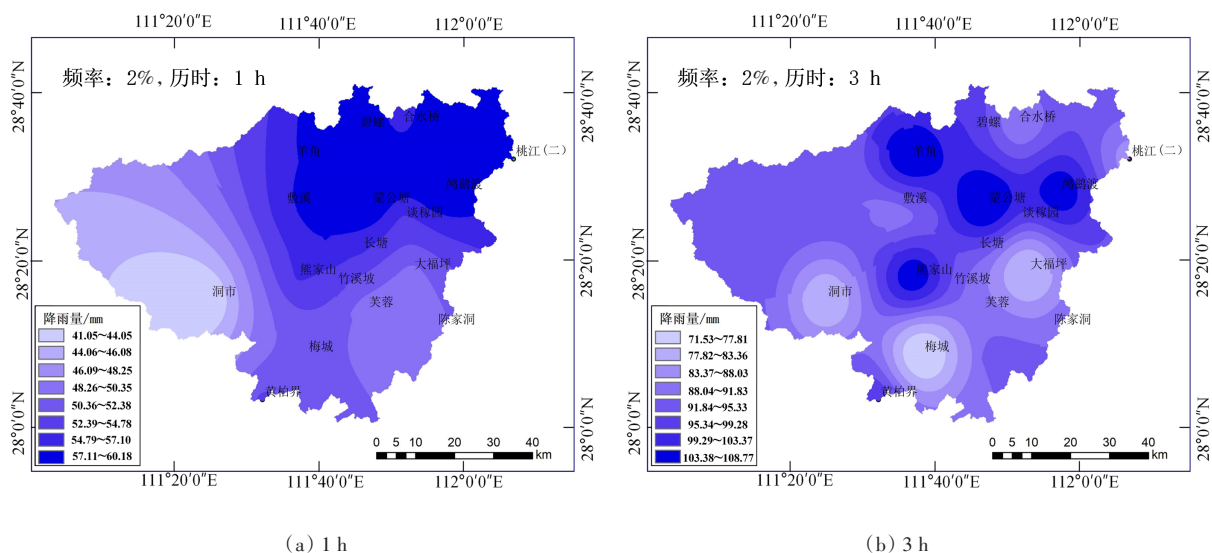 111°20′0″E 111°40′0″E 112°0′0″E
频率：2%，历时：1 h
28°40′0″N
28°20′0″N
28°0′0″N
28°40′0″N
28°20′0″N
28°0′0″N
碧螺
合水桥
羊角
桃江(二)
敷溪
蒙公塘
鸬鹚渡
谈稼园
长塘
熊家山
竹溪坡
大福坪
洞市
芙蓉
陈家洞
梅城
黄柏界
降雨量/mm
41.05~44.05
44.06~46.08
46.09~48.25
48.26~50.35
50.36~52.38
52.39~54.78
54.79~57.10
57.11~60.18
0 5 10 20 30 40
km
111°20′0″E 111°40′0″E 112°0′0″E
(a) 1 h
111°20′0″E 111°40′0″E 112°0′0″E
频率：2%，历时：3 h
28°40′0″N
28°20′0″N
28°0′0″N
28°40′0″N
28°20′0″N
28°0′0″N
碧螺
合水桥
羊角
桃江(二)
敷溪
蒙公塘
鸬鹚渡
谈稼园
长塘
熊家山
竹溪坡
大福坪
洞市
芙蓉
陈家洞
梅城
黄柏界
降雨量/mm
71.53~77.81
77.82~83.36
83.37~88.03
88.04~91.83
91.84~95.33
95.34~99.28
99.29~103.37
103.38~108.77
0 5 10 20 30 40
km
111°20′0″E 111°40′0″E 112°0′0″E
(b) 3 h